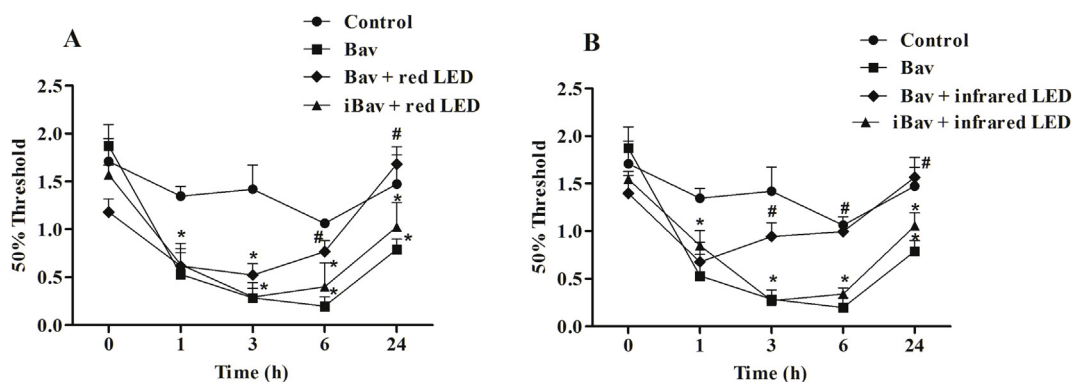 A
Control
Bav
Bav + red LED
iBav + red LED
50% Threshold
2.5
2.0
1.5
1.0
0.5
0.0
#
*
*
*
#
*
*
*
*
0
1
3
6
24
Time (h)
B
Control
Bav
Bav + infrared LED
iBav + infrared LED
50% Threshold
2.5
2.0
1.5
1.0
0.5
0.0
*
#
*
#
*
#
*
*
0
1
3
6
24
Time (h)